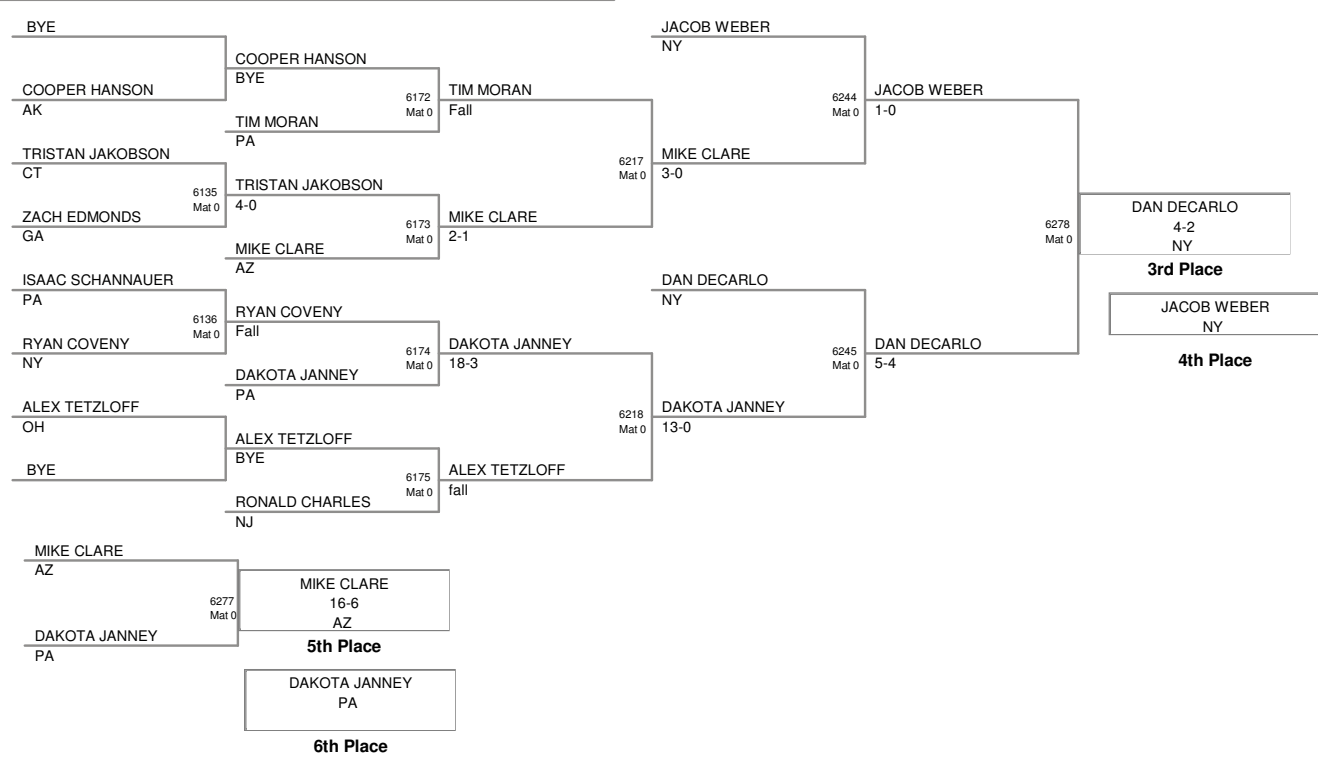 BYE
JACOB WEBER
NY
COOPER HANSON
BYE
COOPER HANSON
AK
6172
Mat 0
TIM MORAN
Fall
6244
Mat 0
JACOB WEBER
1-0
TIM MORAN
PA
TRISTAN JAKOBSON
CT
6217
Mat 0
MIKE CLARE
3-0
6135
Mat 0
TRISTAN JAKOBSON
4-0
ZACH EDMONDS
GA
6173
Mat 0
MIKE CLARE
2-1
6278
Mat 0
DAN DECARLO
4-2
NY
3rd Place
MIKE CLARE
AZ
ISAAC SCHANNAUER
PA
DAN DECARLO
NY
JACOB WEBER
NY
4th Place
6136
Mat 0
RYAN COVENY
Fall
RYAN COVENY
NY
6174
Mat 0
DAKOTA JANNEY
18-3
6245
Mat 0
DAN DECARLO
5-4
DAKOTA JANNEY
PA
ALEX TETZLOFF
OH
6218
Mat 0
DAKOTA JANNEY
13-0
ALEX TETZLOFF
BYE
BYE
6175
Mat 0
ALEX TETZLOFF
fall
RONALD CHARLES
NJ
MIKE CLARE
AZ
6277
Mat 0
MIKE CLARE
16-6
AZ
5th Place
DAKOTA JANNEY
PA
DAKOTA JANNEY
PA
6th Place